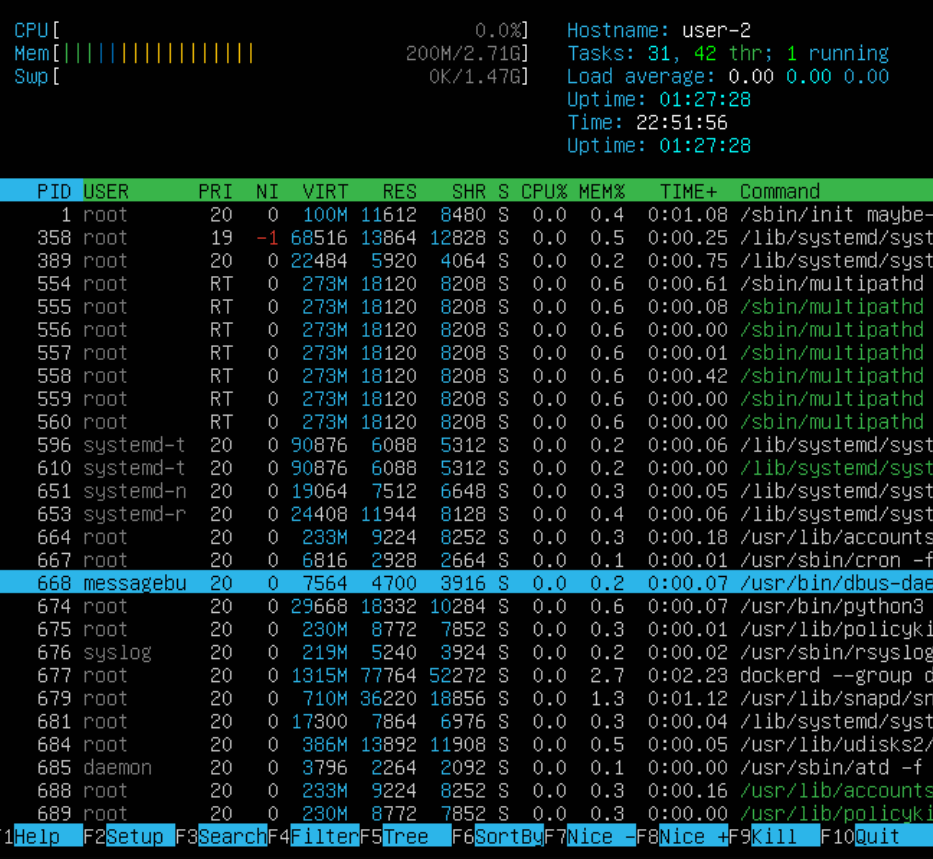 CPU[ 0.0%] Hostname: user-2
Mem[|||||||||||||||||| 200M/2.71G] Tasks: 31, 42 thr; 1 running
Swp[ 0K/1.47G] Load average: 0.00 0.00 0.00
Uptime: 01:27:28
Time: 22:51:56
Uptime: 01:27:28
PID USER PRI NI VIRT RES SHR S CPU% MEM% TIME+ Command
1 root 20 0 100M 11612 8480 S 0.0 0.4 0:01.08 /sbin/init maybe-
358 root 19 -1 68516 13864 12828 S 0.0 0.5 0:00.25 /lib/systemd/syst
389 root 20 0 22484 5920 4064 S 0.0 0.2 0:00.75 /lib/systemd/syst
554 root RT 0 273M 18120 8208 S 0.0 0.6 0:00.61 /sbin/multipathd
555 root RT 0 273M 18120 8208 S 0.0 0.6 0:00.08 /sbin/multipathd
556 root RT 0 273M 18120 8208 S 0.0 0.6 0:00.00 /sbin/multipathd
557 root RT 0 273M 18120 8208 S 0.0 0.6 0:00.01 /sbin/multipathd
558 root RT 0 273M 18120 8208 S 0.0 0.6 0:00.42 /sbin/multipathd
559 root RT 0 273M 18120 8208 S 0.0 0.6 0:00.00 /sbin/multipathd
560 root RT 0 273M 18120 8208 S 0.0 0.6 0:00.00 /sbin/multipathd
596 systemd-t 20 0 90876 6088 5312 S 0.0 0.2 0:00.06 /lib/systemd/syst
610 systemd-t 20 0 90876 6088 5312 S 0.0 0.2 0:00.00 /lib/systemd/syst
651 systemd-n 20 0 19064 7512 6648 S 0.0 0.3 0:00.05 /lib/systemd/syst
653 systemd-r 20 0 24408 11944 8128 S 0.0 0.4 0:00.06 /lib/systemd/syst
664 root 20 0 233M 9224 8252 S 0.0 0.3 0:00.18 /usr/lib/accounts
667 root 20 0 6816 2928 2664 S 0.0 0.1 0:00.01 /usr/sbin/cron -f
668 messagebu 20 0 7564 4700 3916 S 0.0 0.2 0:00.07 /usr/bin/dbus-dae
674 root 20 0 29668 18332 10284 S 0.0 0.6 0:00.07 /usr/bin/python3
675 root 20 0 230M 8772 7852 S 0.0 0.3 0:00.01 /usr/lib/policyki
676 syslog 20 0 219M 5240 3924 S 0.0 0.2 0:00.02 /usr/sbin/rsyslog
677 root 20 0 1315M 77764 52272 S 0.0 2.7 0:02.23 dockerd --group d
679 root 20 0 710M 36220 18856 S 0.0 1.3 0:01.12 /usr/lib/snapd/sn
681 root 20 0 17300 7864 6976 S 0.0 0.3 0:00.04 /lib/systemd/syst
684 root 20 0 386M 13892 11908 S 0.0 0.5 0:00.05 /usr/lib/udisks2/
685 daemon 20 0 3796 2264 2092 S 0.0 0.1 0:00.00 /usr/sbin/atd -f
688 root 20 0 233M 9224 8252 S 0.0 0.3 0:00.16 /usr/lib/accounts
689 root 20 0 230M 8772 7852 S 0.0 0.3 0:00.00 /usr/lib/policyki
F1Help F2Setup F3SearchF4FilterF5Tree F6SortByF7Nice -F8Nice +F9Kill F10Quit